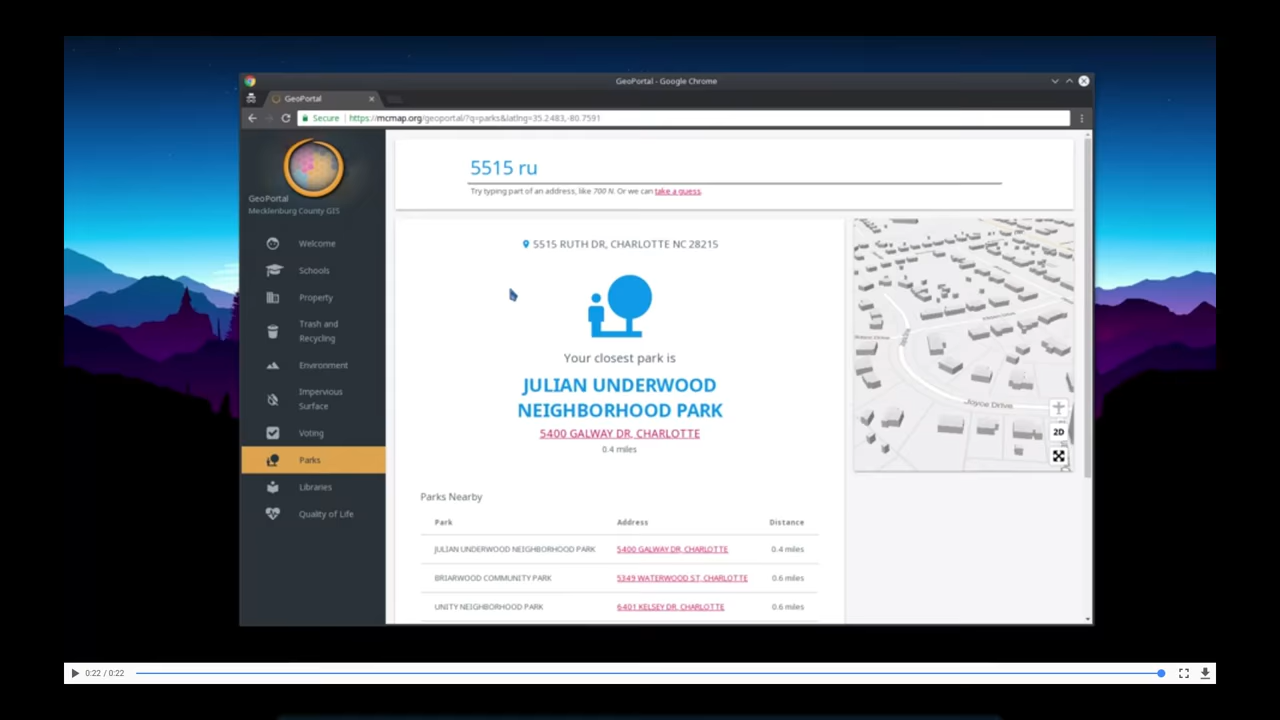 GeoPortal - Google Chrome
GeoPortal
Secure https://mcmap.org/geoportal/?q=parks&latlng=35.2483,-80.7591
GeoPortal
Mecklenburg County GIS
Welcome
Schools
Property
Trash and
Recycling
Environment
Impervious
Surface
Voting
Parks
Libraries
Quality of Life
5515 ru
Try typing part of an address, like 700 N. Or we can take a guess.
5515 RUTH DR, CHARLOTTE NC 28215
Your closest park is
JULIAN UNDERWOOD
NEIGHBORHOOD PARK
5400 GALWAY DR, CHARLOTTE
0.4 miles
Parks Nearby
Park Address Distance
JULIAN UNDERWOOD NEIGHBORHOOD PARK 5400 GALWAY DR, CHARLOTTE 0.4 miles
BRIARWOOD COMMUNITY PARK 5349 WATERWOOD ST, CHARLOTTE 0.6 miles
UNITY NEIGHBORHOOD PARK 6401 KELSEY DR, CHARLOTTE 0.6 miles
Joyce Drive
2D
0:22 / 0:22